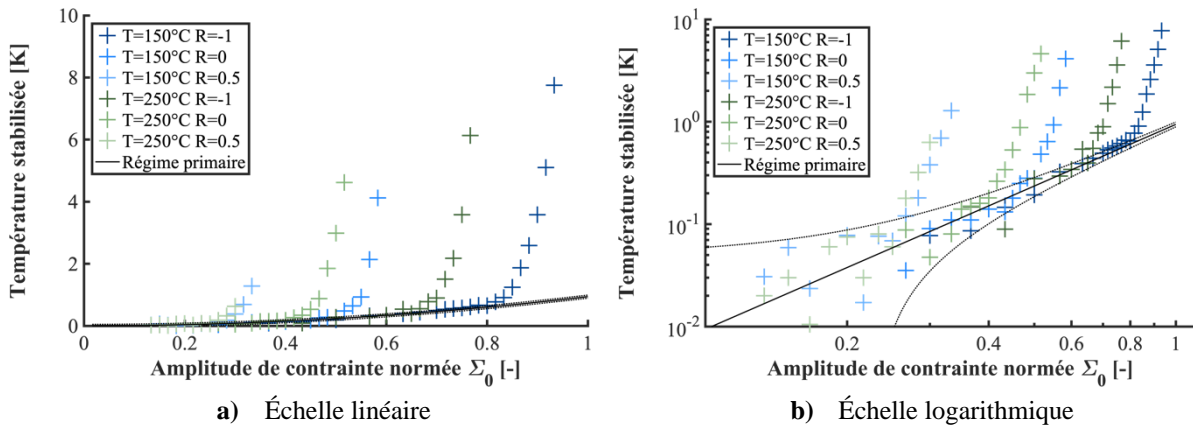 Température stabilisée [K]
10
8
6
4
2
0
T=150°C R=-1
T=150°C R=0
T=150°C R=0.5
T=250°C R=-1
T=250°C R=0
T=250°C R=0.5
Régime primaire
0 0.2 0.4 0.6 0.8 1
Amplitude de contrainte normée Σ0 [-]
a) Échelle linéaire
Température stabilisée [K]
10^1
10^0
10^-1
10^-2
T=150°C R=-1
T=150°C R=0
T=150°C R=0.5
T=250°C R=-1
T=250°C R=0
T=250°C R=0.5
Régime primaire
0.2 0.4 0.6 0.8 1
Amplitude de contrainte normée Σ0 [-]
b) Échelle logarithmique